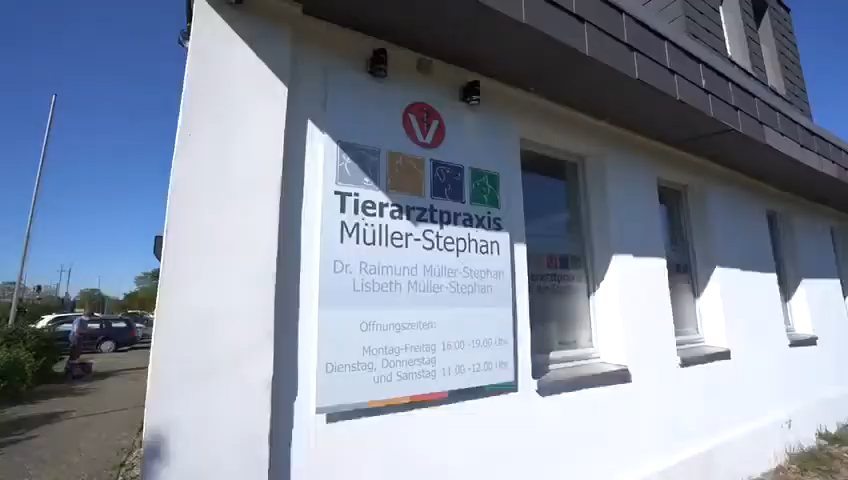 V
Tierarztpraxis
Müller-Stephan
Dr. Raimund Müller-Stephan
Lisbeth Müller-Stephan
Öffnungszeiten:
Montag-Freitag 16.00 -19.00 Uhr
Dienstag, Donnerstag
und Samstag 11.00 -12.00 Uhr